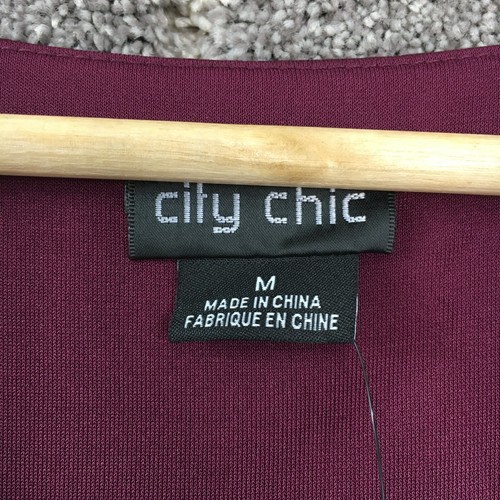 city chic
M
MADE IN CHINA
FABRIQUE EN CHINE